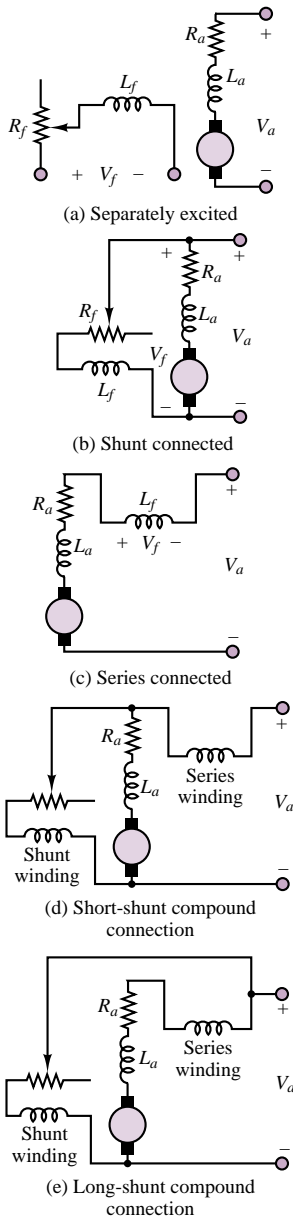 +
R_a
L_f
L_a
R_f
V_a
+ V_f −
−
(a) Separately excited
+ +
R_a
R_f
L_a
V_f
V_a
L_f
− −
(b) Shunt connected
L_f
+
R_a
+ V_f −
L_a
V_a
−
(c) Series connected
+
R_a
Series
winding
L_a
V_a
Shunt
winding
−
(d) Short-shunt compound
connection
+
R_a
Series
winding
L_a
V_a
Shunt
winding
−
(e) Long-shunt compound
connection